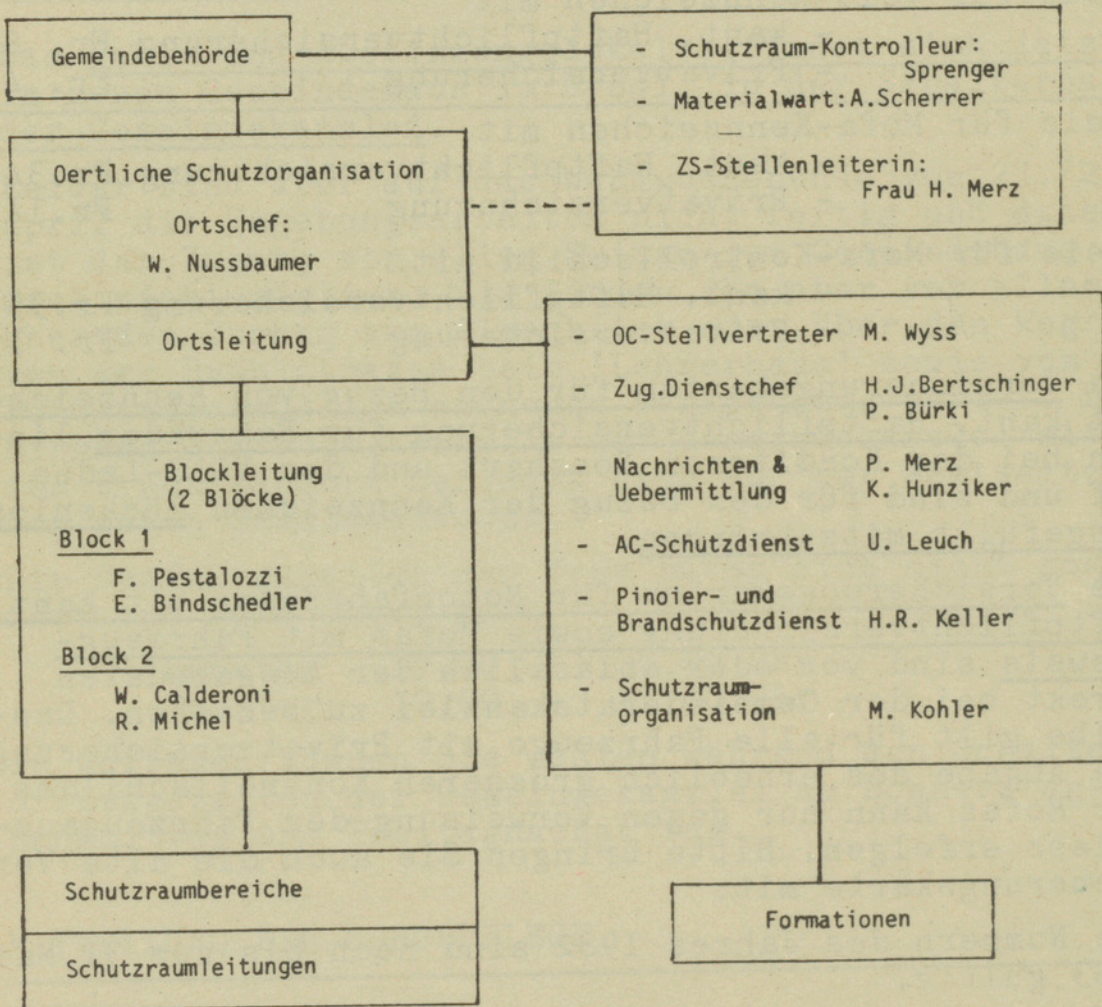 Gemeindebehörde
- Schutzraum-Kontrolleur:
Sprenger
- Materialwart: A.Scherrer
- ZS-Stellenleiterin:
Frau H. Merz
Oertliche Schutzorganisation
Ortschef:
W. Nussbaumer
Ortsleitung
- OC-Stellvertreter M. Wyss
- Zug.Dienstchef H.J.Bertschinger
P. Bürki
- Nachrichten & P. Merz
Uebermittlung K. Hunziker
- AC-Schutzdienst U. Leuch
- Pinoier- und
Brandschutzdienst H.R. Keller
- Schutzraum-
organisation M. Kohler
Blockleitung
(2 Blöcke)
Block 1
F. Pestalozzi
E. Bindschedler
Block 2
W. Calderoni
R. Michel
Schutzraumbereiche
Schutzraumleitungen
Formationen